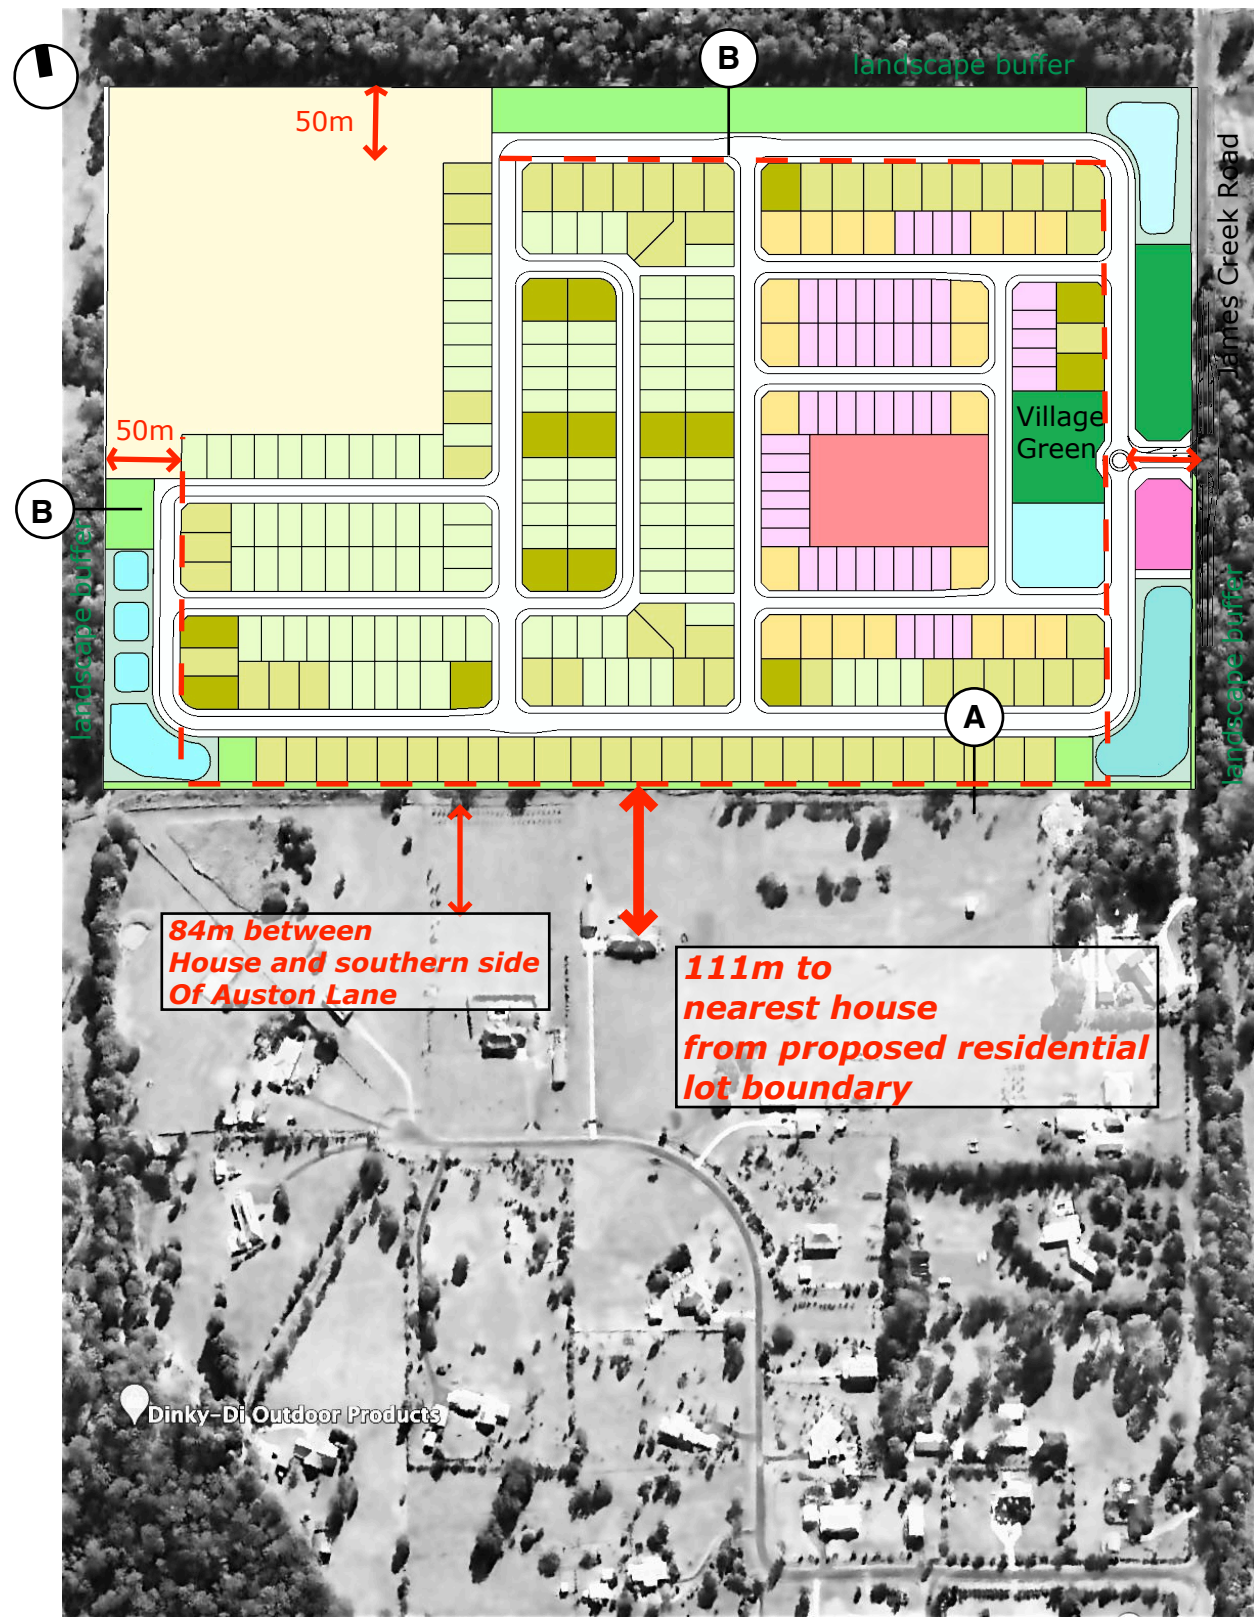 B
landscape buffer
50m
James Creek Road
50m
Village
Green
B
landscape buffer
landscape buffer
A
84m between
House and southern side
Of Auston Lane
111m to
nearest house
from proposed residential
lot boundary
Dinky-Di Outdoor Products